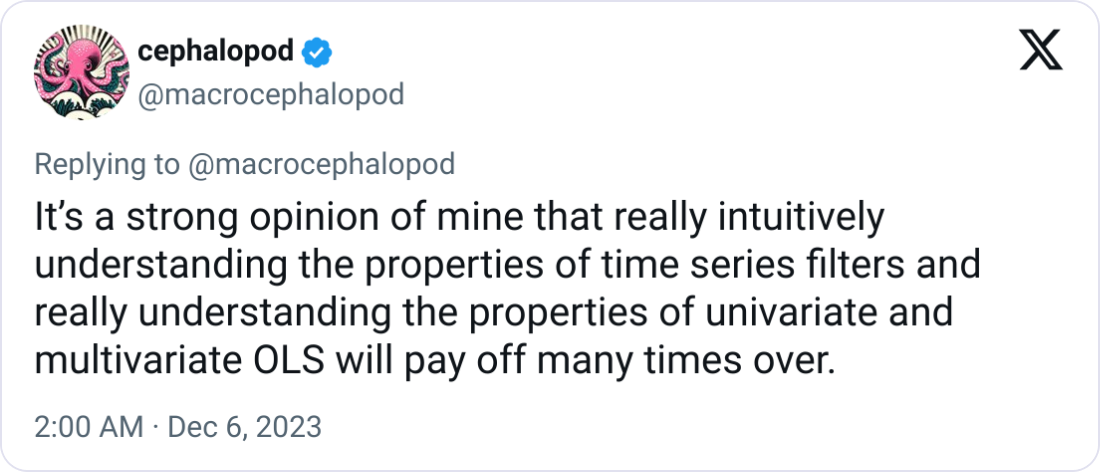 cephalopod
@macrocephalopod
Replying to @macrocephalopod
It’s a strong opinion of mine that really intuitively
understanding the properties of time series filters and
really understanding the properties of univariate and
multivariate OLS will pay off many times over.
2:00 AM · Dec 6, 2023